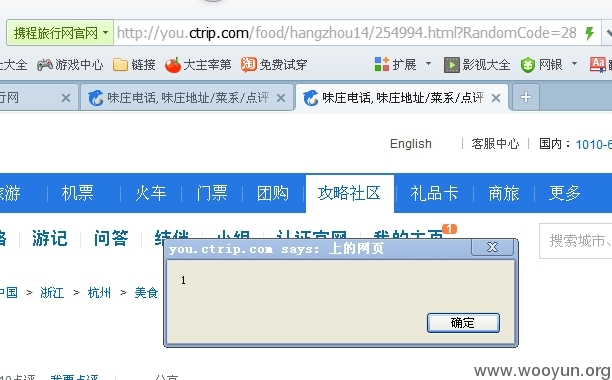 携程旅行网官网 http://you.ctrip.com/food/hangzhou14/254994.html?RandomCode=28
大全 游戏中心 链接 大主宰第 免费试穿 扩展 影视大全 网银
行网 味庄电话, 味庄地址/菜系/点评 味庄电话, 味庄地址/菜系/点评
English 客服中心 国内： 1010-6
旅游 机票 火车 门票 团购 攻略社区 礼品卡 商旅 更多
游记 问答 结伴 小组 认证官网 我的主页 1
搜索城市、
中国 > 浙江 > 杭州 > 美食
you.ctrip.com says: 上的网页
1
确定
我要点评
www.wooyun.org